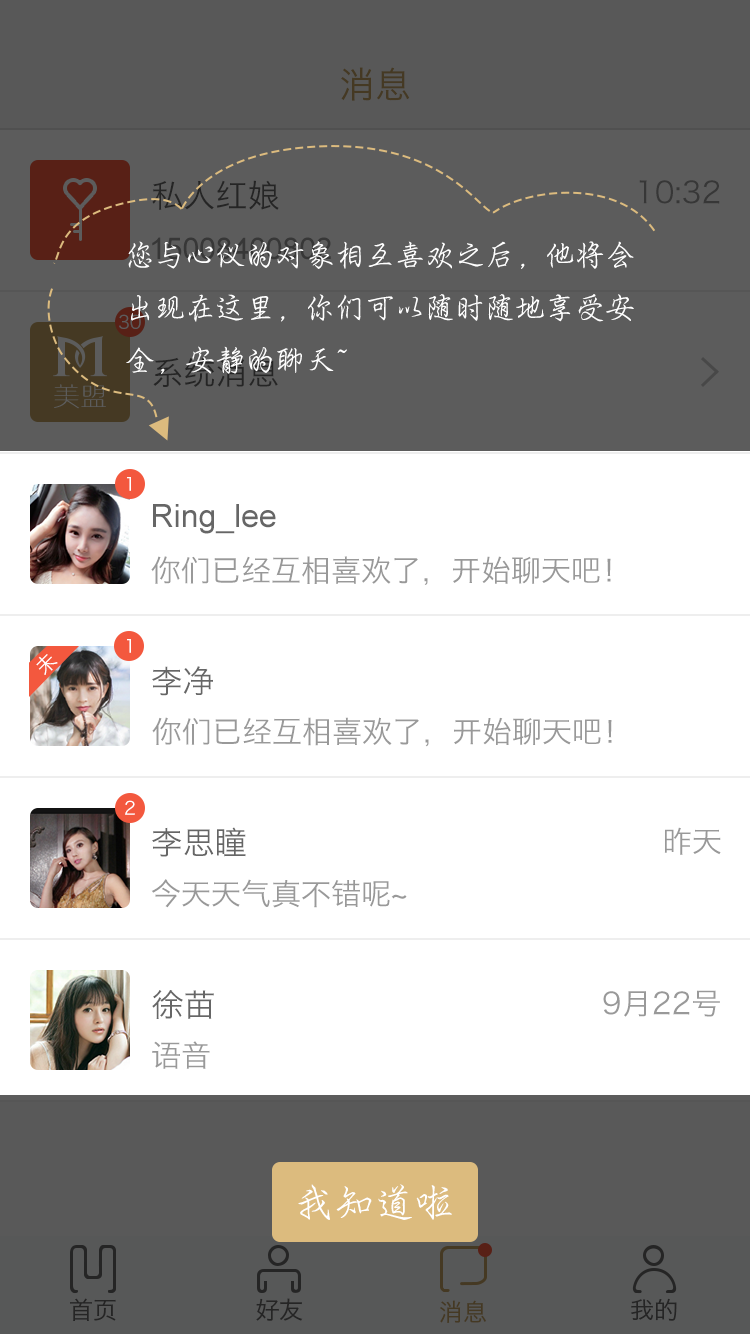 消息
私人红娘
10:32
您与心仪的对象相互喜欢之后，他将会
出现在这里，你们可以随时随地享受安
全，安静的聊天~
30
美盟
系统消息
1
Ring_lee
你们已经互相喜欢了，开始聊天吧！
1
未
李净
你们已经互相喜欢了，开始聊天吧！
2
李思瞳
昨天
今天天气真不错呢~
徐苗
9月22号
语音
我知道啦
首页
好友
消息
我的